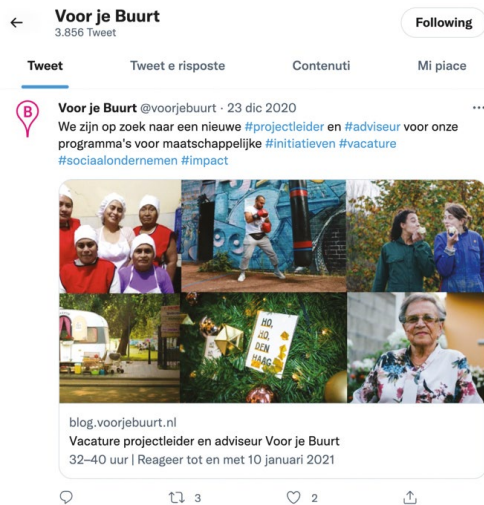 Voor je Buurt
3.856 Tweet
Following
Tweet
Tweet e risposte
Contenuti
Mi piace
B
Voor je Buurt @voorjebuurt · 23 dic 2020
We zijn op zoek naar een nieuwe #projectleider en #adviseur voor onze
programma's voor maatschappelijke #initiatieven #vacature
#sociaalondernemen #impact
HO,
HO,
DEN
HAAG
blog.voorjebuurt.nl
Vacature projectleider en adviseur Voor je Buurt
32–40 uur | Reageer tot en met 10 januari 2021
3
2